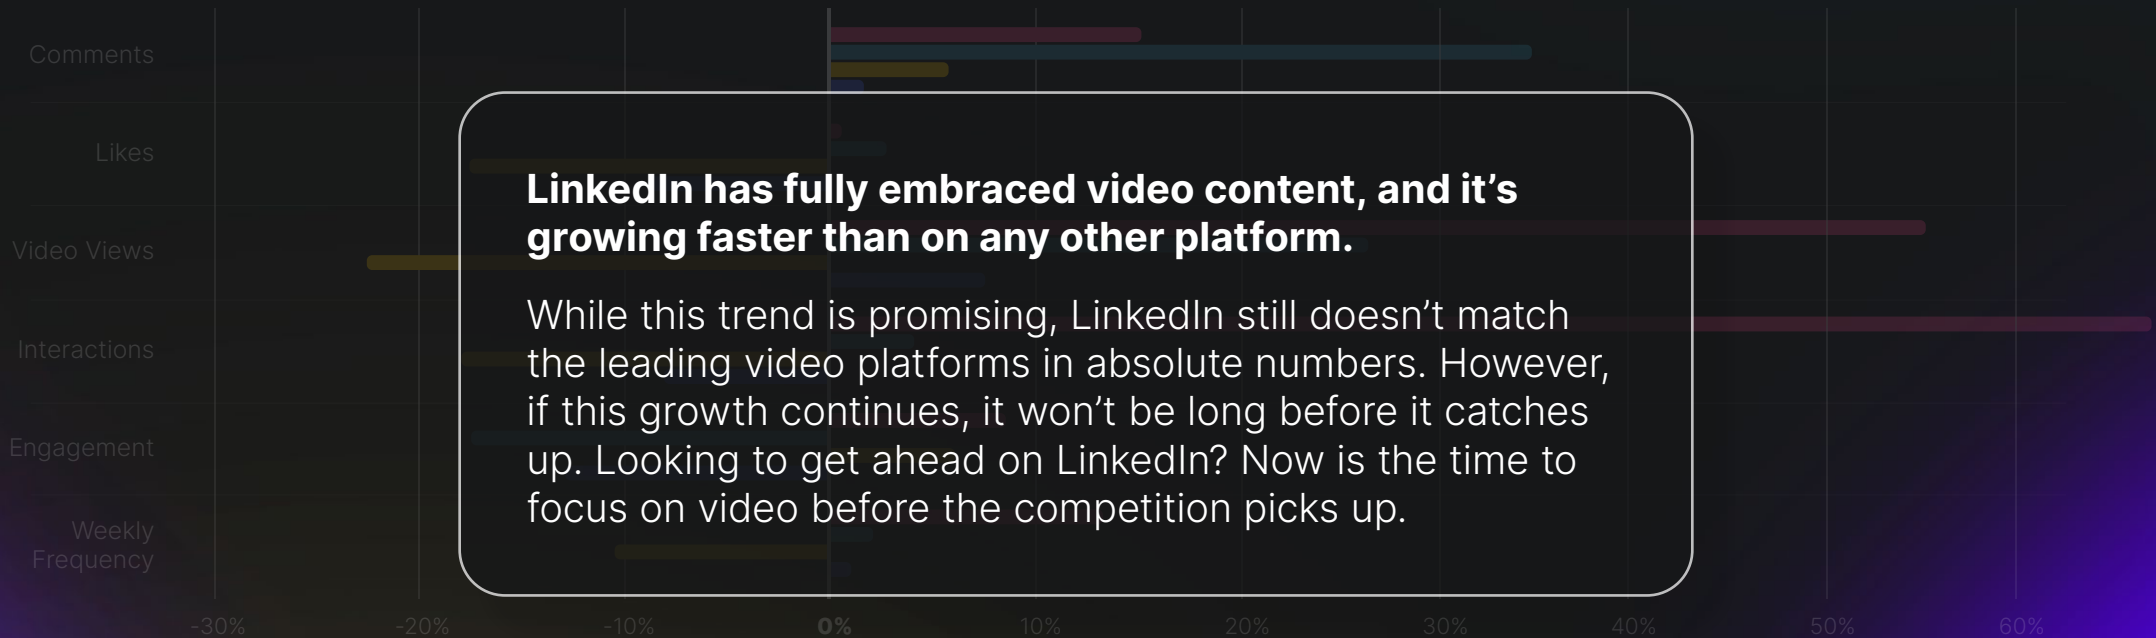 Comments
Likes
Video Views
Interactions
Engagement
Weekly
Frequency
LinkedIn has fully embraced video content, and it’s
growing faster than on any other platform.
While this trend is promising, LinkedIn still doesn’t match
the leading video platforms in absolute numbers. However,
if this growth continues, it won’t be long before it catches
up. Looking to get ahead on LinkedIn? Now is the time to
focus on video before the competition picks up.
-30% -20% -10% 0% 10% 20% 30% 40% 50% 60%